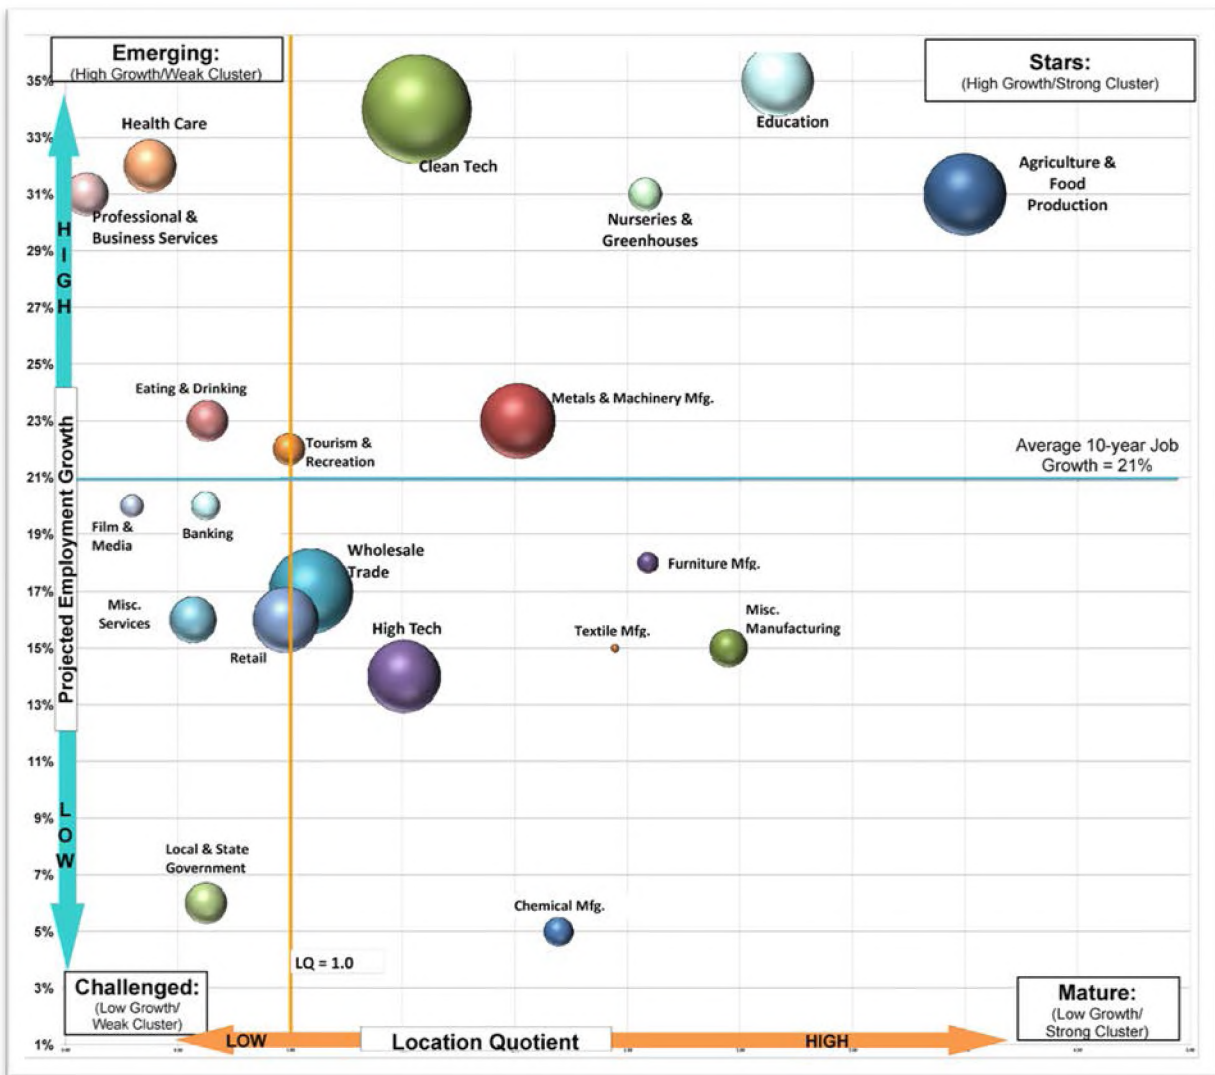 Emerging:
(High Growth/Weak Cluster)
Stars:
(High Growth/Strong Cluster)
35%
33%
31%
29%
27%
25%
23%
21%
19%
17%
15%
13%
11%
9%
7%
5%
3%
1%
HIGH
Projected Employment Growth
LOW
Health Care
Professional &
Business Services
Clean Tech
Education
Nurseries &
Greenhouses
Agriculture &
Food
Production
Eating & Drinking
Tourism &
Recreation
Metals & Machinery Mfg.
Average 10-year Job
Growth = 21%
Film &
Media
Banking
Wholesale
Trade
Misc.
Services
Retail
High Tech
Furniture Mfg.
Textile Mfg.
Misc.
Manufacturing
Local & State
Government
Chemical Mfg.
LQ = 1.0
Challenged:
(Low Growth/
Weak Cluster)
Mature:
(Low Growth/
Strong Cluster)
LOW
Location Quotient
HIGH